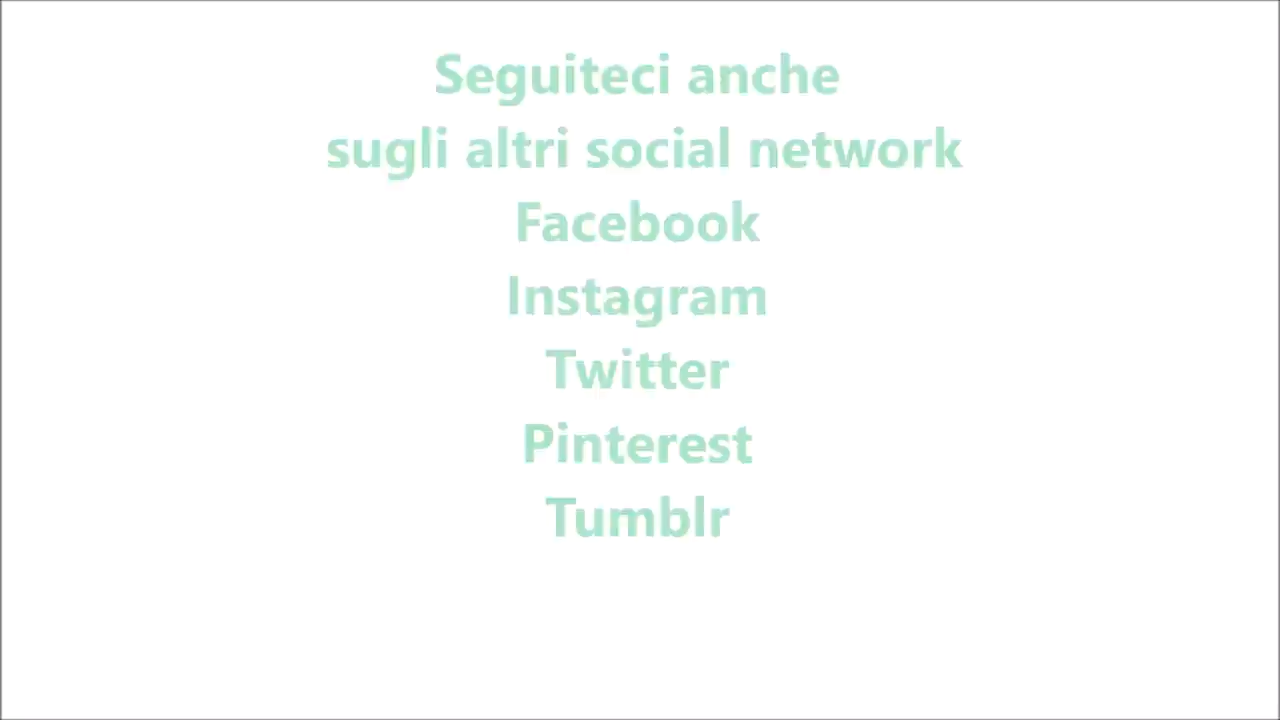 Seguiteci anche
sugli altri social network
Facebook
Instagram
Twitter
Pinterest
Tumblr